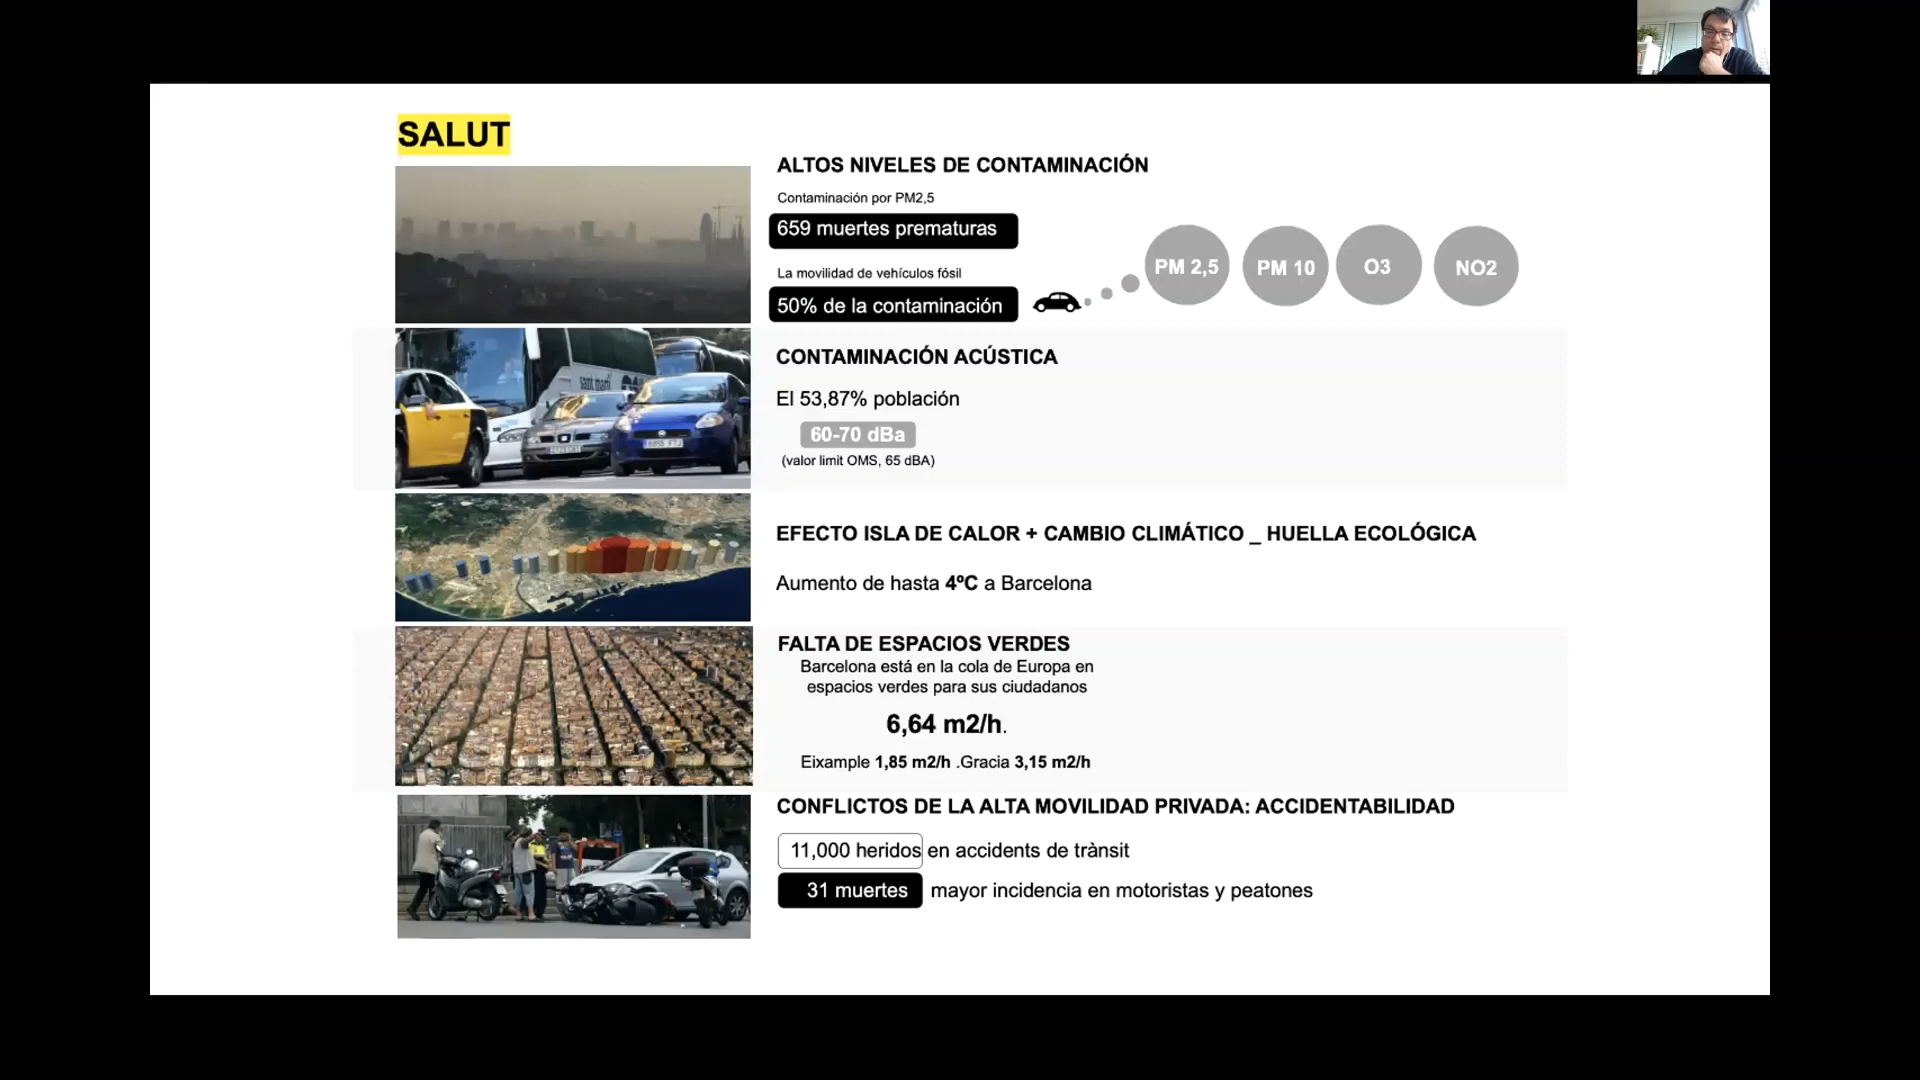 SALUT
ALTOS NIVELES DE CONTAMINACIÓN
Contaminación por PM2,5
659 muertes prematuras
La movilidad de vehículos fósil
50% de la contaminación
PM 2,5
PM 10
O3
NO2
sant martí
CONTAMINACIÓN ACÚSTICA
El 53,87% población
60-70 dBa
(valor limit OMS, 65 dBA)
EFECTO ISLA DE CALOR + CAMBIO CLIMÁTICO _ HUELLA ECOLÓGICA
Aumento de hasta 4ºC a Barcelona
FALTA DE ESPACIOS VERDES
Barcelona está en la cola de Europa en
espacios verdes para sus ciudadanos
6,64 m2/h.
Eixample 1,85 m2/h .Gracia 3,15 m2/h
CONFLICTOS DE LA ALTA MOVILIDAD PRIVADA: ACCIDENTABILIDAD
11,000 heridos en accidents de trànsit
31 muertes mayor incidencia en motoristas y peatones